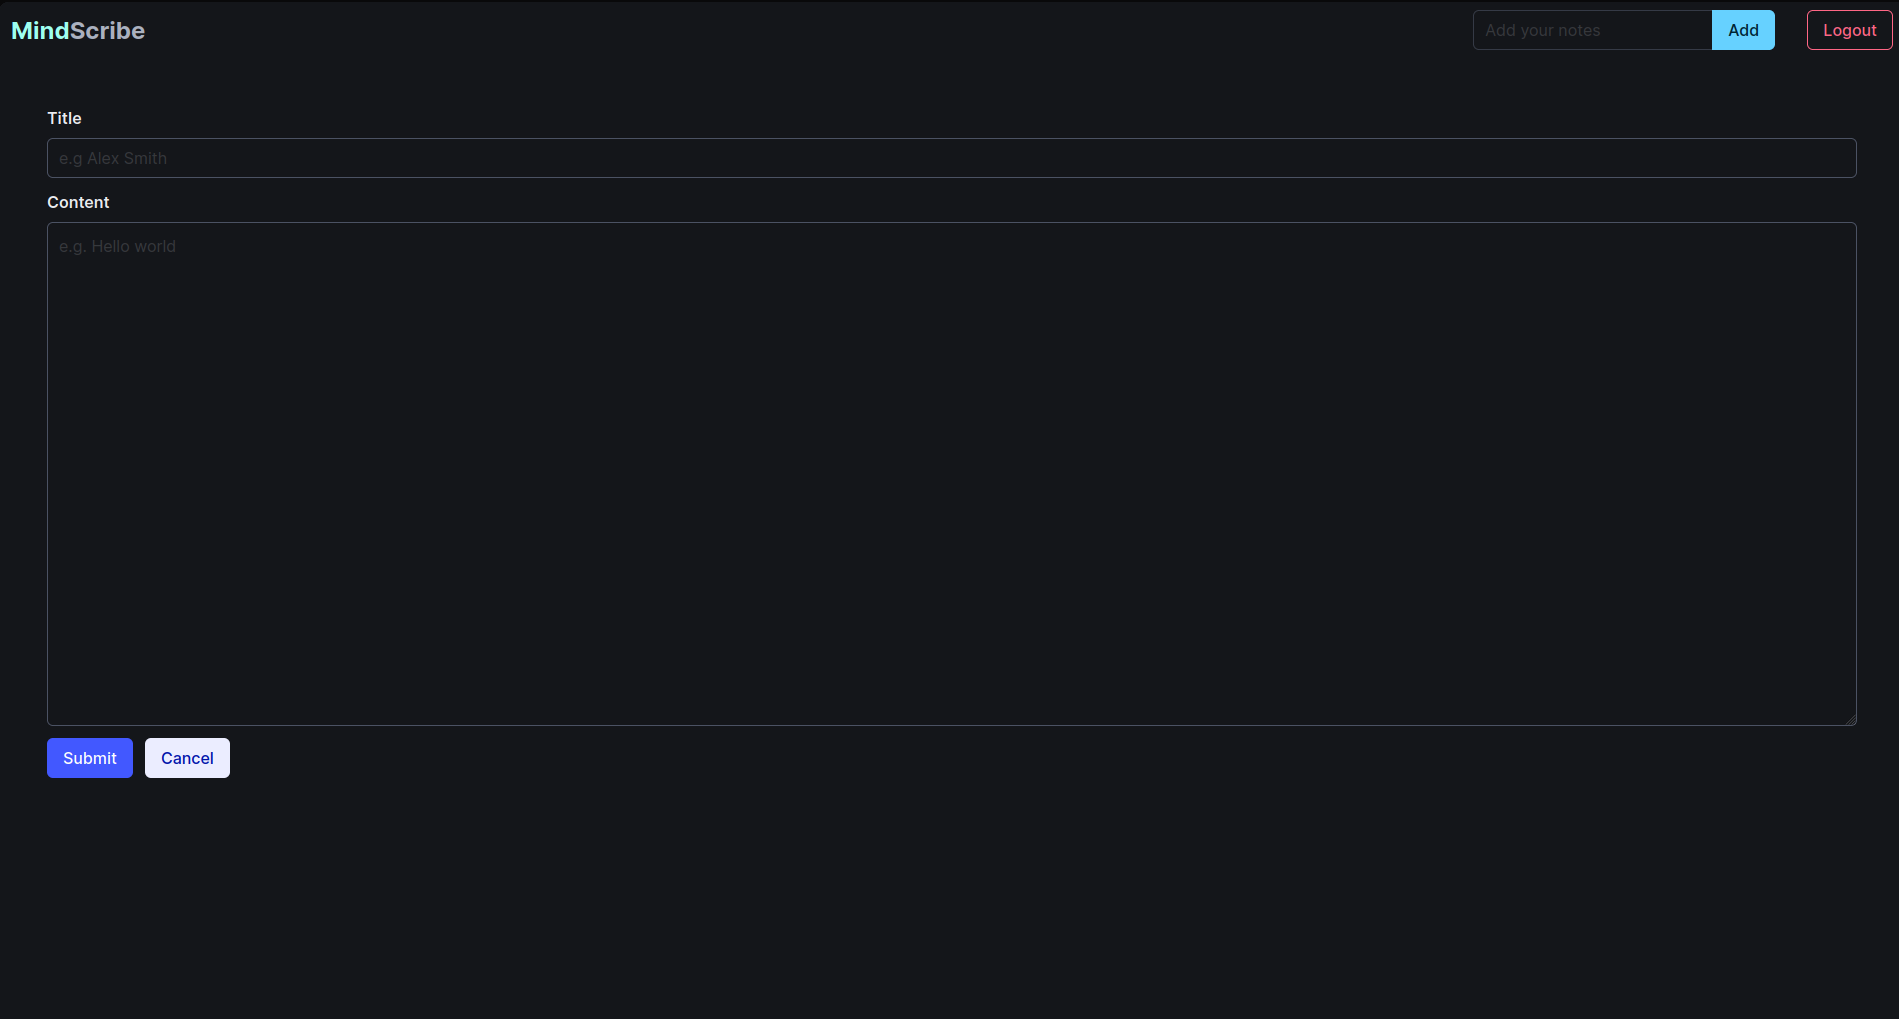 MindScribe
Add your notes
Add
Logout
Title
e.g Alex Smith
Content
e.g. Hello world
Submit
Cancel